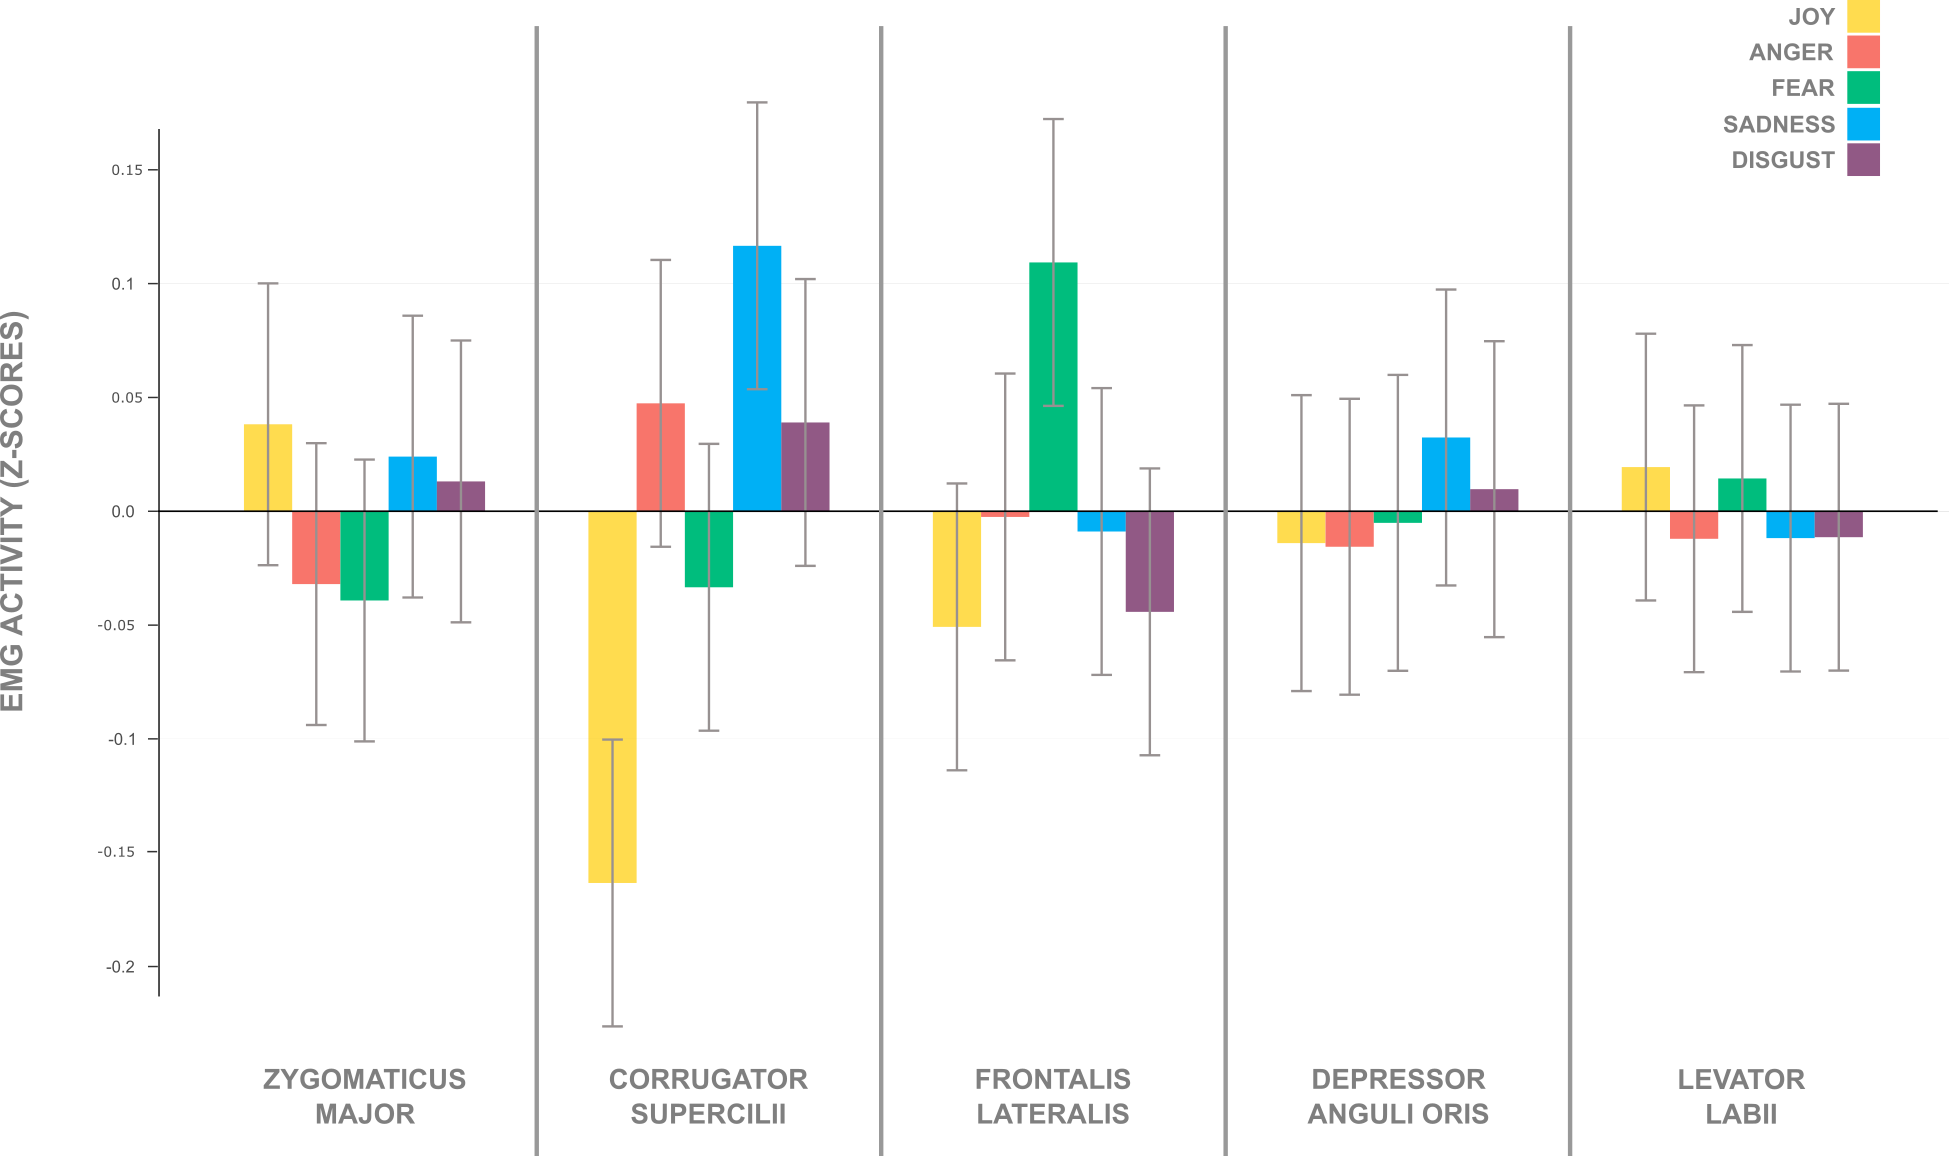 JOY
ANGER
FEAR
SADNESS
DISGUST
EMG ACTIVITY (Z-SCORES)
0.15
0.1
0.05
0.0
-0.05
-0.1
-0.15
-0.2
ZYGOMATICUS
MAJOR
CORRUGATOR
SUPERCILII
FRONTALIS
LATERALIS
DEPRESSOR
ANGULI ORIS
LEVATOR
LABII